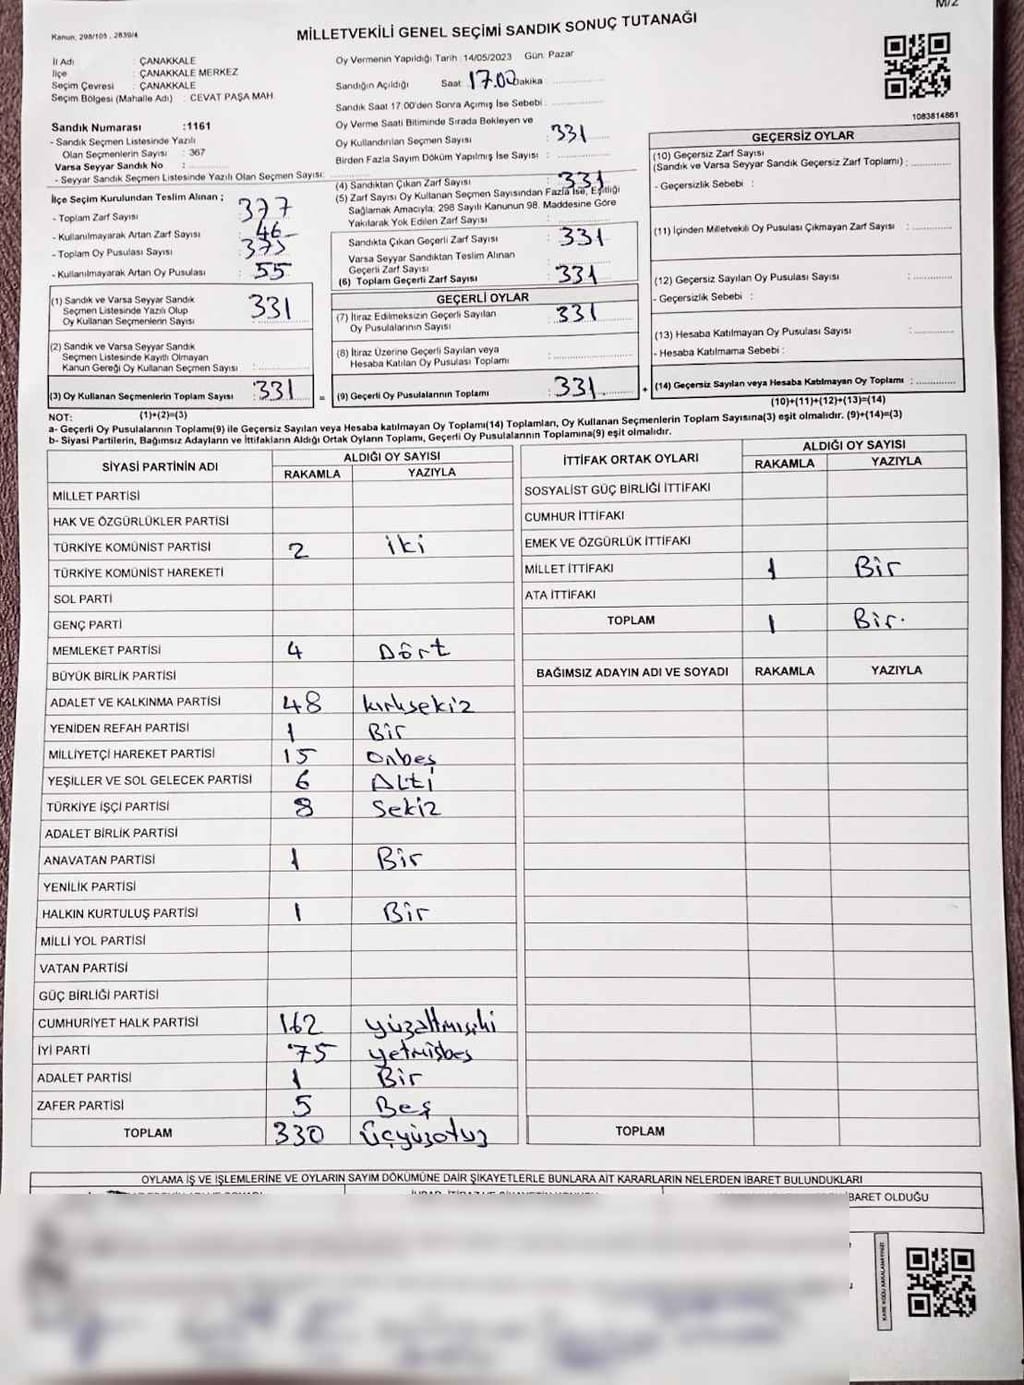 M/2
Kanun, 298/105 , 2839/4
MİLLETVEKİLİ GENEL SEÇİMİ SANDIK SONUÇ TUTANAĞI
İl Adı : ÇANAKKALE
İlçe : ÇANAKKALE MERKEZ
Seçim Çevresi : ÇANAKKALE
Seçim Bölgesi (Mahalle Adı) : CEVAT PAŞA MAH.
Oy Vermenin Yapıldığı Tarih :14/05/2023 Gün: Pazar
Sandığın Açıldığı Saat: 17.00 Dakika :
Sandık Saat 17.00'den Sonra Açımış İse Sebebi :
Oy Verme Saati Bitiminde Sırada Bekleyen ve
Oy Kullandırılan Seçmen Sayısı : 331
Birden Fazla Sayım Döküm Yapılmış İse Sayısı :
1083814861
Sandık Numarası :1161
- Sandık Seçmen Listesinde Yazılı
Olan Seçmenlerin Sayısı : 367
Varsa Seyyar Sandık No :
- Seyyar Sandık Seçmen Listesinde Yazılı Olan Seçmen Sayısı:
İlçe Seçim Kurulundan Teslim Alınan ;
- Toplam Zarf Sayısı : 377
- Kullanılmayarak Artan Zarf Sayısı : 46
- Toplam Oy Pusulası Sayısı : 375
- Kullanılmayarak Artan Oy Pusulası : 55
(1) Sandık ve Varsa Seyyar Sandık
Seçmen Listesinde Yazılı Olup
Oy Kullanan Seçmenlerin Sayısı : 331
(2) Sandık ve Varsa Seyyar Sandık
Seçmen Listesinde Kayıtlı Olmayan
Kanun Gereği Oy Kullanan Seçmen Sayısı :
(3) Oy Kullanan Seçmenlerin Toplam Sayısı : 331
(4) Sandıktan Çıkan Zarf Sayısı : 331
(5) Zarf Sayısı Oy Kullanan Seçmen Sayısından Fazla İse, Eşitliği
Sağlamak Amacıyla, 298 Sayılı Kanunun 98. Maddesine Göre
Yakılarak Yok Edilen Zarf Sayısı :
Sandıkta Çıkan Geçerli Zarf Sayısı : 331
Varsa Seyyar Sandıktan Teslim Alınan
Geçerli Zarf Sayısı :
(6) Toplam Geçerli Zarf Sayısı : 331
GEÇERLİ OYLAR
(7) İtiraz Edilmeksizin Geçerli Sayılan
Oy Pusulalarının Sayısı : 331
(8) İtiraz Üzerine Geçerli Sayılan veya
Hesaba Katılan Oy Pusulası Toplamı :
= (9) Geçerli Oy Pusulalarının Toplamı : 331
GEÇERSİZ OYLAR
(10) Geçersiz Zarf Sayısı
(Sandık ve Varsa Seyyar Sandık Geçersiz Zarf Toplamı) :
- Geçersizlik Sebebi :
(11) İçinden Milletvekili Oy Pusulası Çıkmayan Zarf Sayısı :
(12) Geçersiz Sayılan Oy Pusulası Sayısı :
- Geçersizlik Sebebi :
(13) Hesaba Katılmayan Oy Pusulası Sayısı :
- Hesaba Katılmama Sebebi :
+ (14) Geçersiz Sayılan veya Hesaba Katılmayan Oy Toplamı :
NOT: (1)+(2)=(3)
(10)+(11)+(12)+(13)=(14)
a- Geçerli Oy Pusulalarının Toplamı(9) ile Geçersiz Sayılan veya Hesaba katılmayan Oy Toplamı(14) Toplamları, Oy Kullanan Seçmenlerin Toplam Sayısına(3) eşit olmalıdır. (9)+(14)=(3)
b- Siyasi Partilerin, Bağımsız Adayların ve İttifakların Aldığı Ortak Oyların Toplamı, Geçerli Oy Pusulalarının Toplamına(9) eşit olmalıdır.
SİYASİ PARTİNİN ADI ALDIĞI OY SAYISI
RAKAMLA YAZIYLA
MİLLET PARTİSİ
HAK VE ÖZGÜRLÜKLER PARTİSİ
TÜRKİYE KOMÜNİST PARTİSİ 2 iki
TÜRKİYE KOMÜNİST HAREKETİ
SOL PARTİ
GENÇ PARTİ
MEMLEKET PARTİSİ 4 Dört
BÜYÜK BİRLİK PARTİSİ
ADALET VE KALKINMA PARTİSİ 48 kırksekiz
YENİDEN REFAH PARTİSİ 1 Bir
MİLLİYETÇİ HAREKET PARTİSİ 15 onbeş
YEŞİLLER VE SOL GELECEK PARTİSİ 6 Alti
TÜRKİYE İŞÇİ PARTİSİ 8 Sekiz
ADALET BİRLİK PARTİSİ
ANAVATAN PARTİSİ 1 Bir
YENİLİK PARTİSİ
HALKIN KURTULUŞ PARTİSİ 1 Bir
MİLLİ YOL PARTİSİ
VATAN PARTİSİ
GÜÇ BİRLİĞİ PARTİSİ
CUMHURİYET HALK PARTİSİ 162 yüzaltmışiki
İYİ PARTİ 75 yetmişbeş
ADALET PARTİSİ 1 Bir
ZAFER PARTİSİ 5 Beş
TOPLAM 330 üçyüzotuz
İTTİFAK ORTAK OYLARI ALDIĞI OY SAYISI
RAKAMLA YAZIYLA
SOSYALİST GÜÇ BİRLİĞİ İTTİFAKI
CUMHUR İTTİFAKI
EMEK VE ÖZGÜRLÜK İTTİFAKI
MİLLET İTTİFAKI 1 Bir
ATA İTTİFAKI
TOPLAM 1 Bir.
BAĞIMSIZ ADAYIN ADI VE SOYADI RAKAMLA YAZIYLA
TOPLAM
OYLAMA İŞ VE İŞLEMLERİNE VE OYLARIN SAYIM DÖKÜMÜNE DAİR ŞİKAYETLERLE BUNLARA AİT KARARLARIN NELERDEN İBARET BULUNDUKLARI
İBARET OLDUĞU